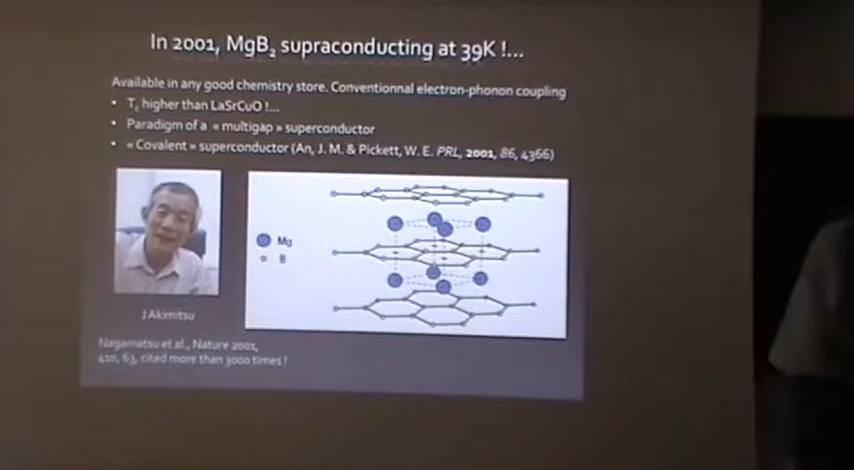 In 2001, MgB₂ supraconducting at 39K !...
Available in any good chemistry store. Conventionnal electron-phonon coupling
• Tc higher than LaSrCuO !...
• Paradigm of a « multigap » superconductor
• « Covalent » superconductor (An, J. M. & Pickett, W. E. PRL, 2001, 86, 4366)
Mg
B
J Akimitsu
Nagamatsu et al., Nature 2001,
410, 63, cited more than 3000 times !